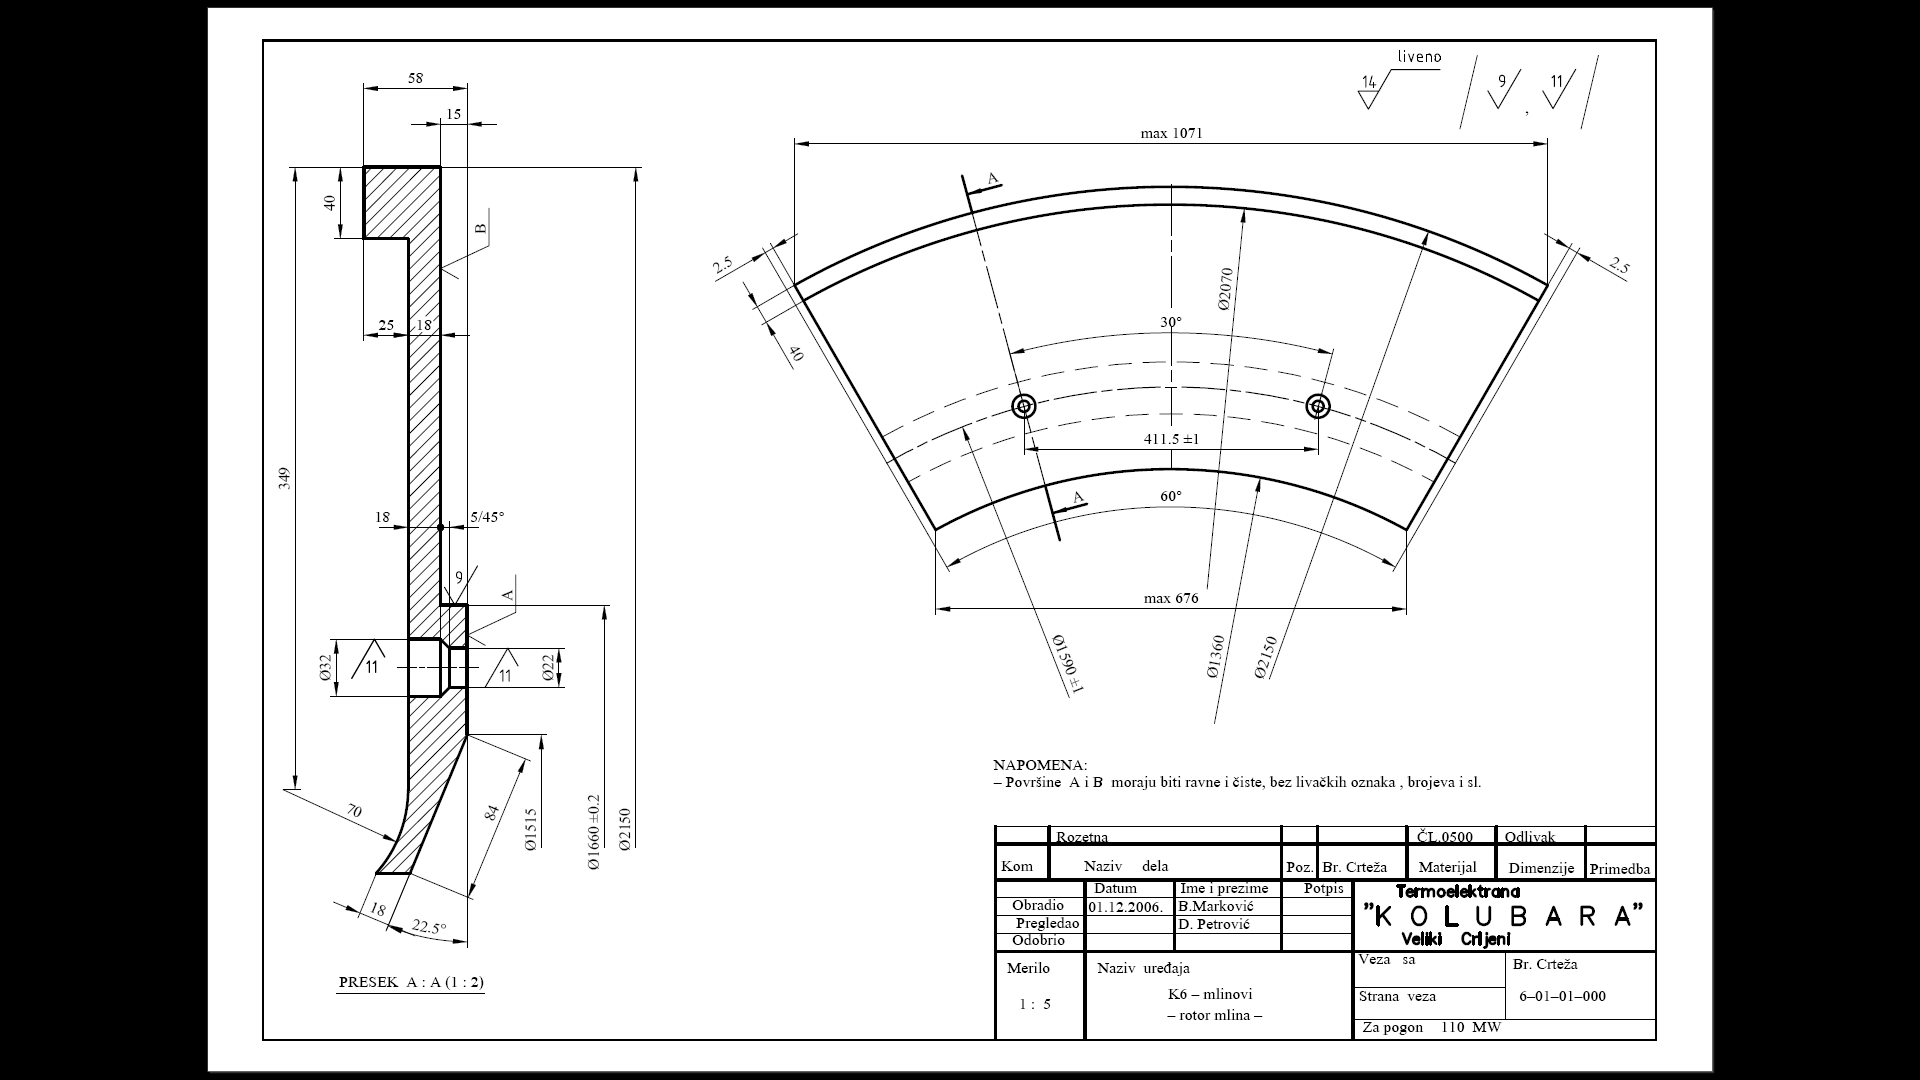 58
15
40
B
25
18
349
18
5/45°
9
A
Ø32
11
11
Ø22
70
84
Ø1515
Ø1660 ±0.2
Ø2150
18
22.5°
PRESEK A : A (1 : 2)
liveno
14
9
,
11
max 1071
A
2.5
2.5
40
Ø2070
30°
411.5 ±1
A
60°
max 676
Ø1590 ±1
Ø1360
Ø2150
NAPOMENA:
– Površine A i B moraju biti ravne i čiste, bez livačkih oznaka , brojeva i sl.
Rozetna ČL.0500 Odlivak
Kom Naziv dela Poz. Br. Crteža Materijal Dimenzije Primedba
Datum Ime i prezime Potpis
Obradio 01.12.2006. B.Marković
Pregledao D. Petrović
Odobrio
Termoelektrana
"K O L U B A R A"
Veliki Crljeni
Merilo
1 : 5
Naziv uređaja
K6 – mlinovi
– rotor mlina –
Veza sa
Strana veza
Br. Crteža
6–01–01–000
Za pogon 110 MW